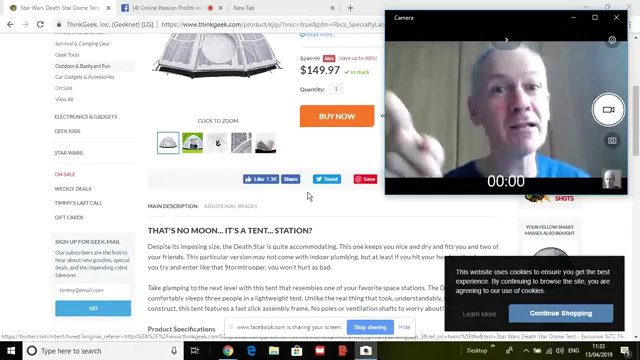 Star Wars Death Star Dome Tent
Online Passion Profits with
New Tab
ThinkGeek, Inc. (Geeknet) [US]
https://www.thinkgeek.com/product/
Survival & Camping Gear
Geek Tools
Outdoor & Backyard Fun
Car Gadgets & Accessories
On Sale
View All
ELECTRONICS & GADGETS
GEEK KIDS
STAR WARS
ON SALE
WEEKLY DEALS
TIMMY'S LAST CALL
GIFT CARDS
SIGN UP FOR GEEK-MAIL
Our subscribers are the first to
hear about new goodies, special
deals, and the impending robot
takeover.
timmy@email.com
GO
CLICK TO ZOOM
Read more...
$249.99
(save up to 40%)
$149.97
In stock
Quantity:
1
BUY NOW
Like 1.3K
Share
Tweet
Save
MAIN DESCRIPTION
ADDITIONAL IMAGES
THAT'S NO MOON... IT'S A TENT... STATION?
Despite its imposing size, the Death Star is quite accommodating. This one keeps you nice and dry and fits you and two of
your friends. This particular version may not come with indoor plumbing, but at least if you hit your
you try and enter like that Stormtrooper, you won't hurt as bad.
Take glamping to the next level with this tent that resembles one of your favorite space stations. The
comfortably sleeps three people in a lightweight tent. Unlike the real thing that took, understandably,
construct, this tent features a fast click assembly frame. No poles or ventilation shafts to worry about!
Product Specifications
Camera
00:00
SHOTS
YOUR FELLOW SMART
MASSES ALSO BOUGHT
This website uses cookies to ensure you get the best
experience. By continuing to browse the site, you are
agreeing to our use of cookies.
Learn More
Continue Shopping
www.facebook.com is sharing your screen.
Stop sharing
Hide
Type here to search
Desktop
ENG
11:53
13/04/2019